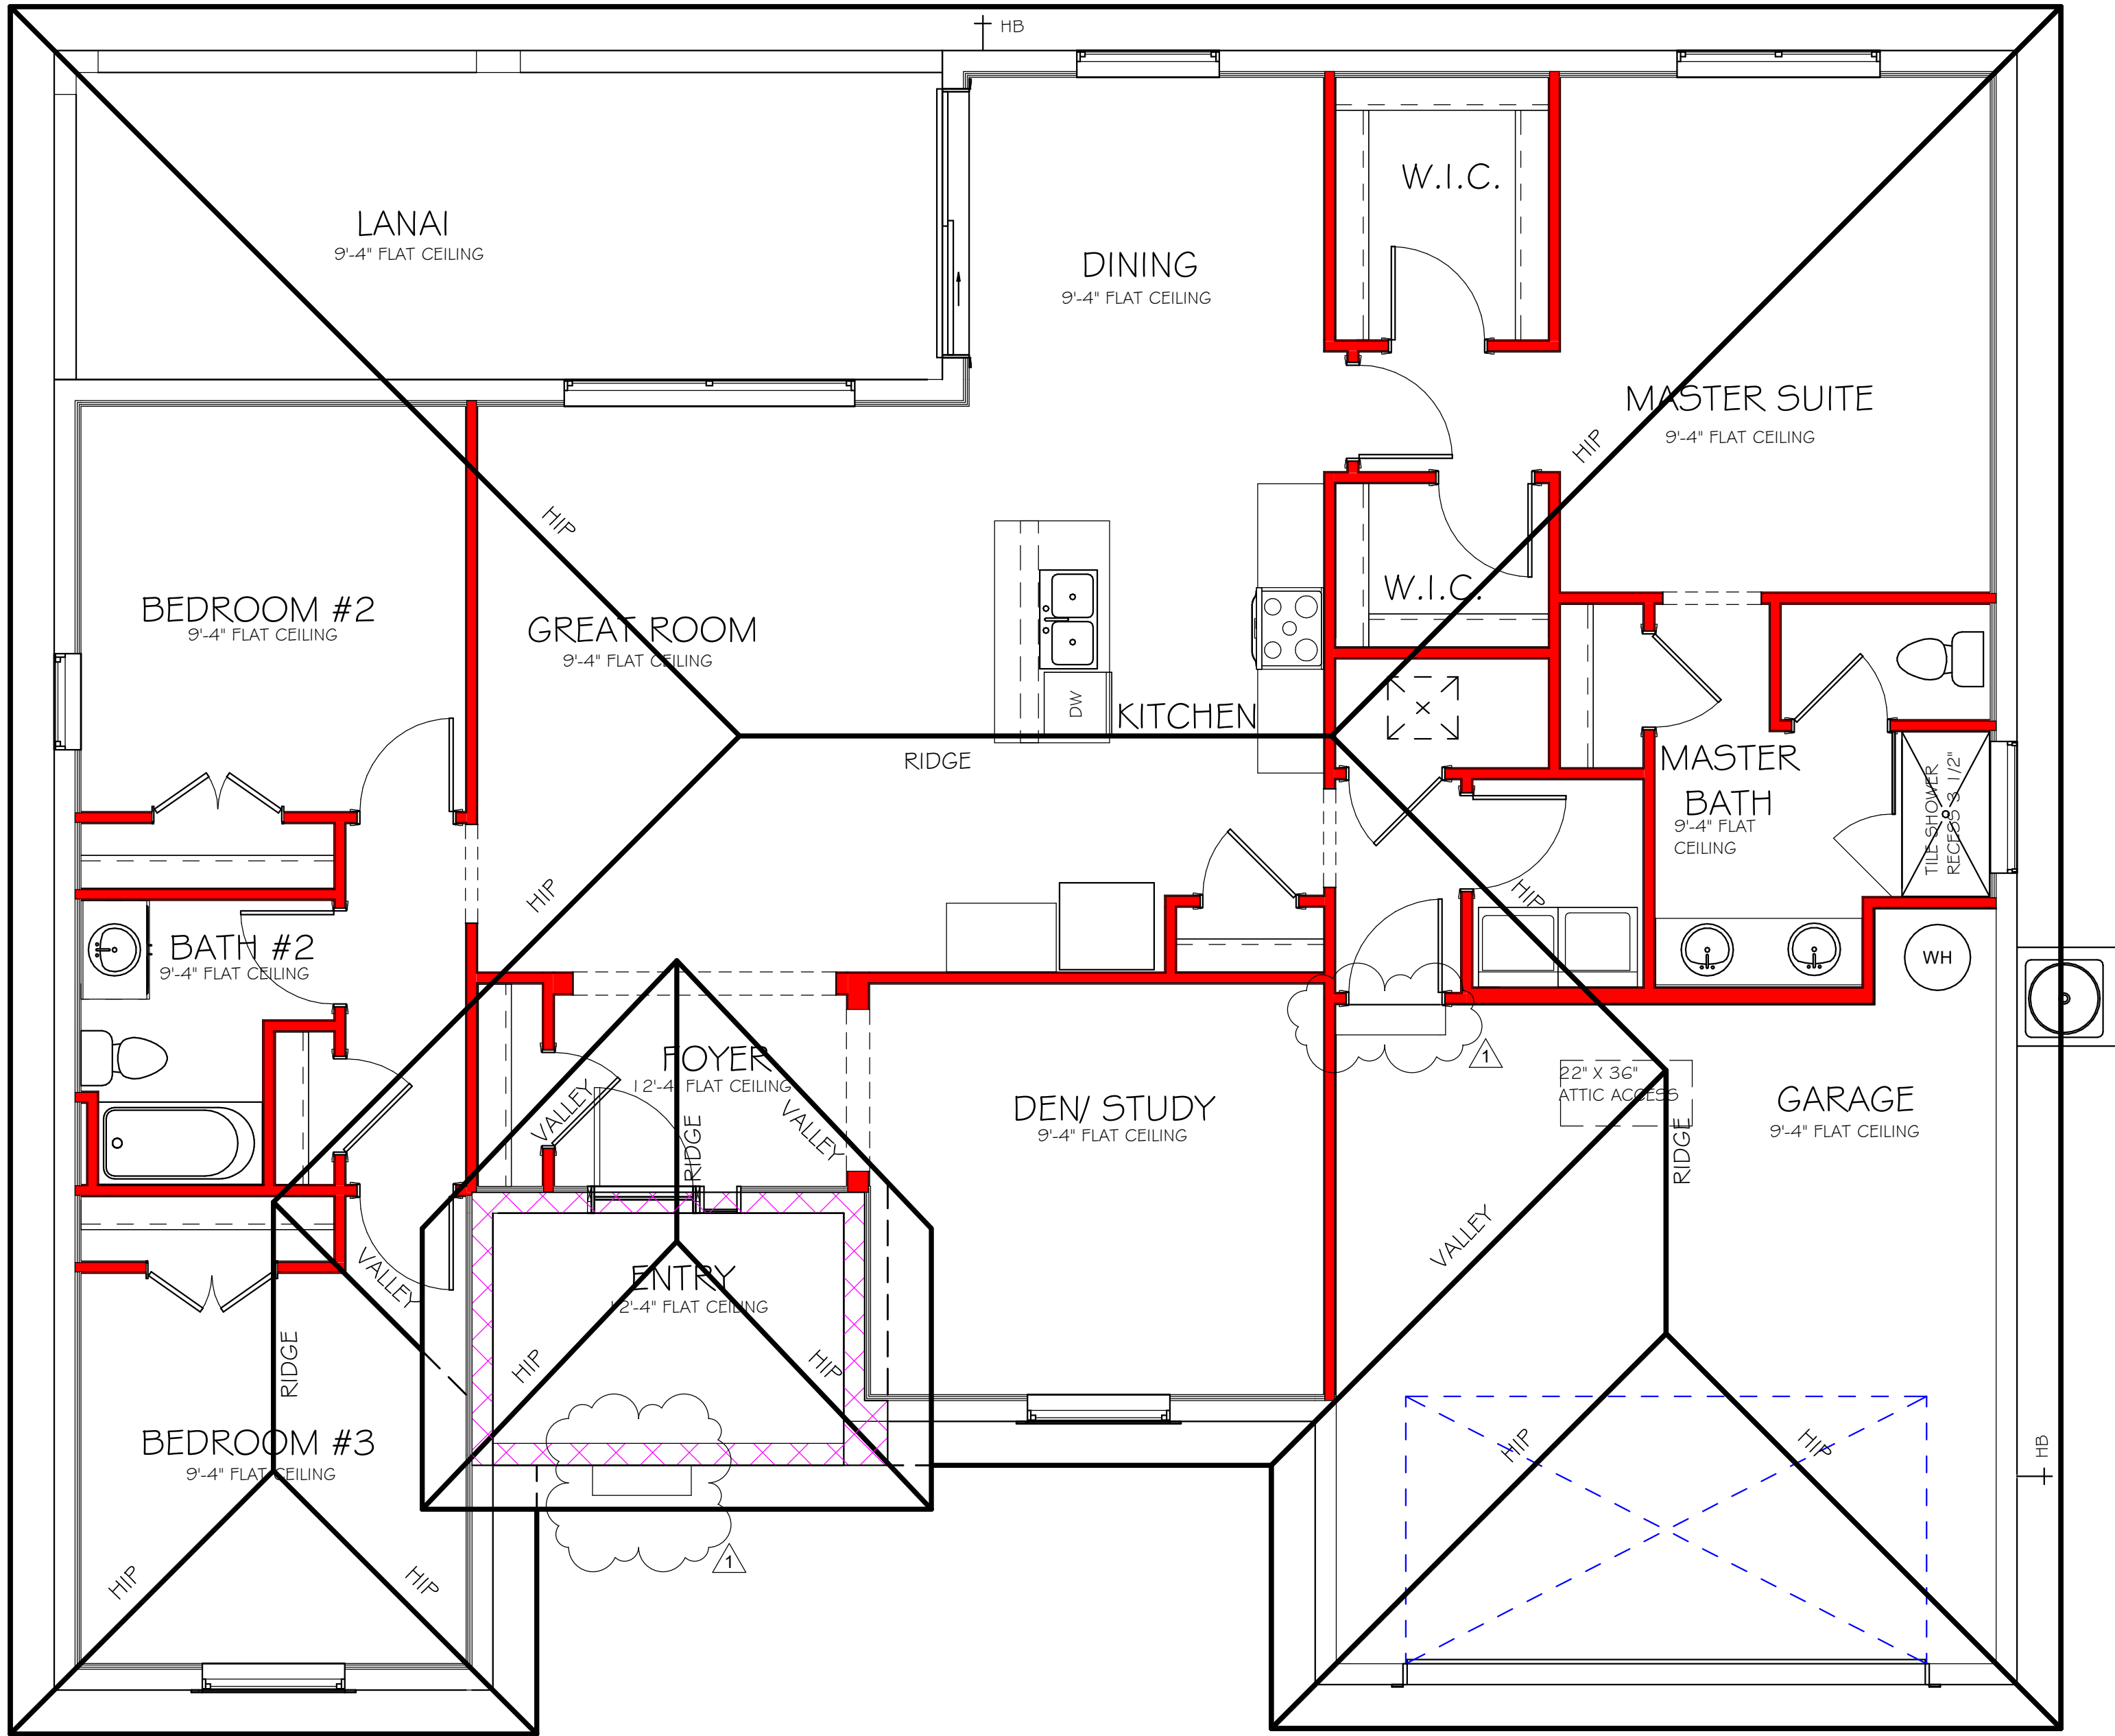 HB
LANAI
9'-4" FLAT CEILING
W.I.C.
DINING
9'-4" FLAT CEILING
MASTER SUITE
9'-4" FLAT CEILING
HIP
HIP
W.I.C.
BEDROOM #2
9'-4" FLAT CEILING
GREAT ROOM
9'-4" FLAT CEILING
DW
KITCHEN
RIDGE
MASTER
BATH
9'-4" FLAT
CEILING
TILE SHOWER
RECESS 3 1/2"
HIP
HIP
BATH #2
9'-4" FLAT CEILING
WH
FOYER
12'-4" FLAT CEILING
VALLEY
RIDGE
VALLEY
DEN/ STUDY
9'-4" FLAT CEILING
1
22" X 36"
ATTIC ACCESS
GARAGE
9'-4" FLAT CEILING
RIDGE
VALLEY
VALLEY
ENTRY
12'-4" FLAT CEILING
RIDGE
HIP
HIP
BEDROOM #3
9'-4" FLAT CEILING
HIP
HIP
HB
HIP
HIP
1